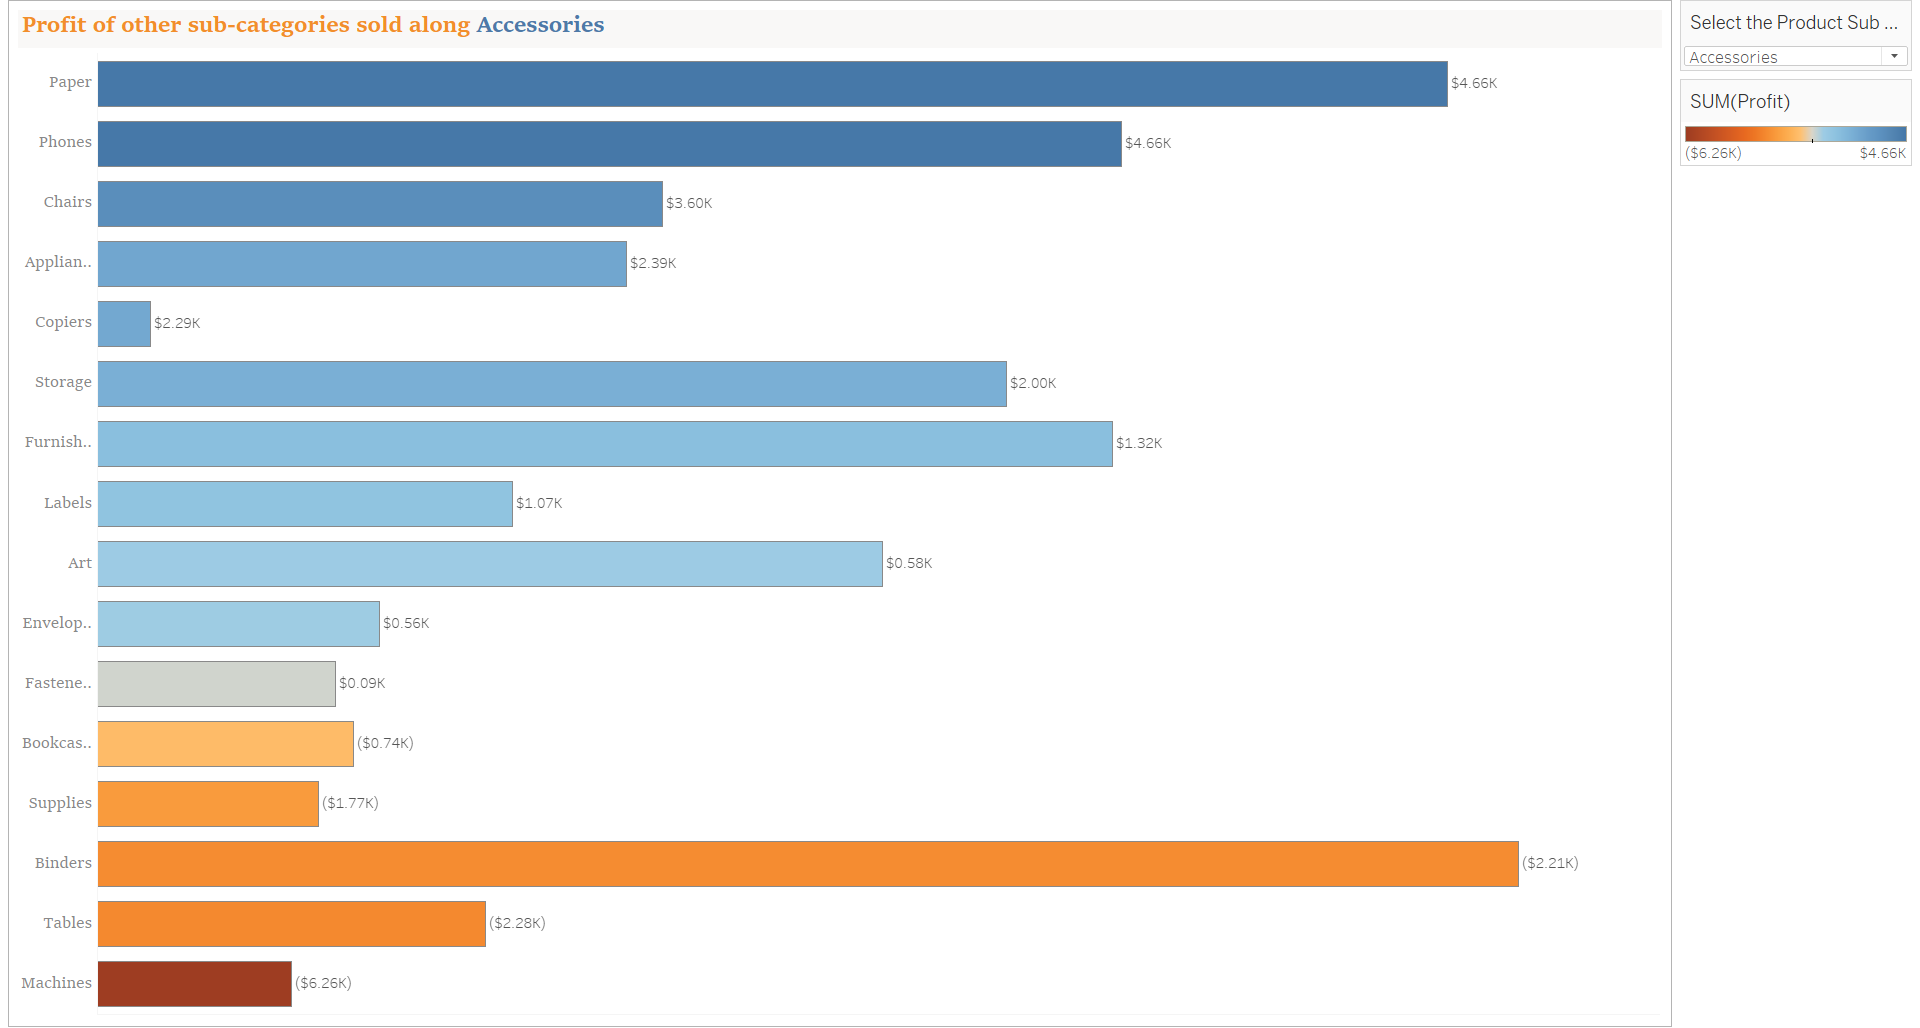 Profit of other sub-categories sold along Accessories
Paper $4.66K
Phones $4.66K
Chairs $3.60K
Applian.. $2.39K
Copiers $2.29K
Storage $2.00K
Furnish.. $1.32K
Labels $1.07K
Art $0.58K
Envelop.. $0.56K
Fastene.. $0.09K
Bookcas.. ($0.74K)
Supplies ($1.77K)
Binders ($2.21K)
Tables ($2.28K)
Machines ($6.26K)
Select the Product Sub ...
Accessories
SUM(Profit)
($6.26K) $4.66K